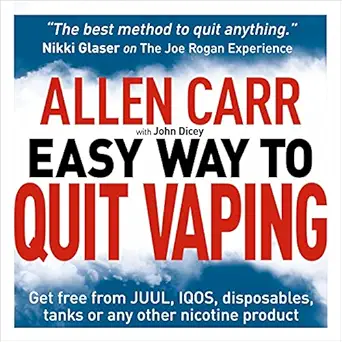 "The best method to quit anything."
Nikki Glaser on The Joe Rogan Experience
ALLEN CARR
with John Dicey
EASY WAY TO
QUIT VAPING
Get free from JUUL, IQOS, disposables,
tanks or any other nicotine product